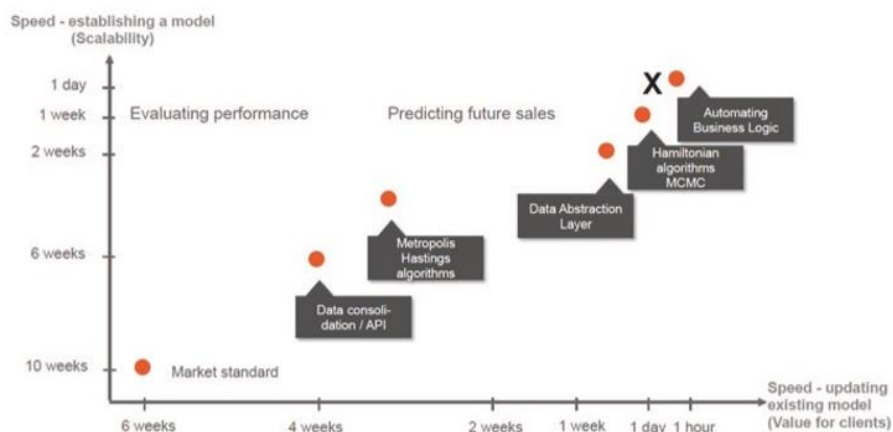 Speed - establishing a model
(Scalability)
1 day
1 week
2 weeks
6 weeks
10 weeks
Evaluating performance
Predicting future sales
X
Automating
Business Logic
Hamiltonian
algorithms
MCMC
Data Abstraction
Layer
Metropolis
Hastings
algorithms
Data consoli-
dation / API
Market standard
6 weeks
4 weeks
2 weeks
1 week
1 day
1 hour
Speed - updating
existing model
(Value for clients)